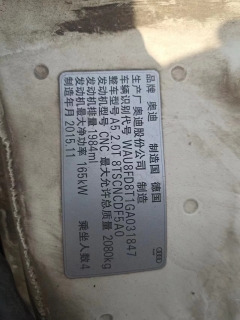 品牌 奥迪 制造国 德国
生产厂 奥迪股份公司 制造
车辆识别代号 WAU8FD8T1GA031847
整车型号 A5 2.0T 8TSCNCDF5A0
发动机型号 CNC 最大允许总质量 2080kg
发动机排量 1984ml
发动机最大净功率 165kW
制造年月 2015.11 乘坐人数 4